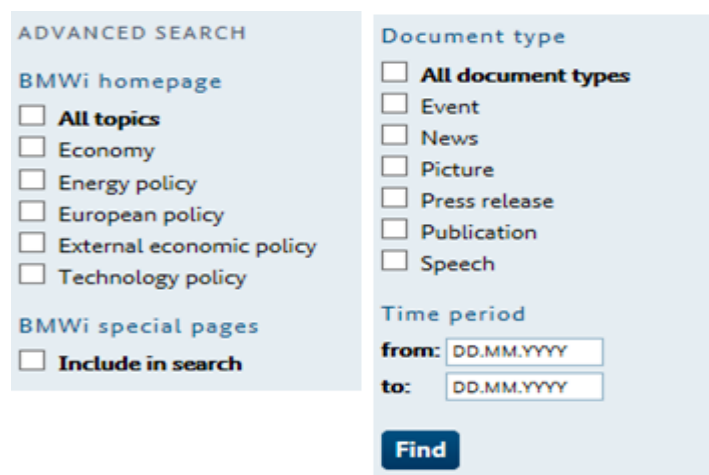 ADVANCED SEARCH
BMWi homepage
All topics
Economy
Energy policy
European policy
External economic policy
Technology policy
BMWi special pages
Include in search
Document type
All document types
Event
News
Picture
Press release
Publication
Speech
Time period
from: DD.MM.YYYY
to: DD.MM.YYYY
Find